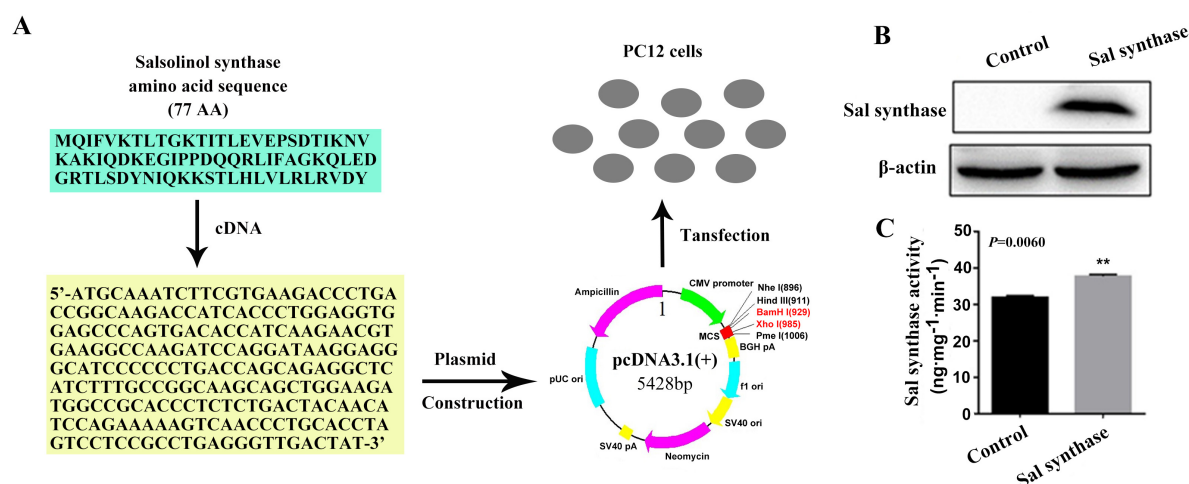 A
Salsolinol synthase
amino acid sequence
(77 AA)
MQIFVKTLTGKTITLEVEPSDTIKNV
KAKIQDKEGIPPDQQRLIFAGKQLED
GRTLSDYNIQKKSTLHLVLRLRVDY
cDNA
5’-ATGCAAATCTTCGTGAAGACCCTGA
CCGGCAAGACCATCACCCTGGAGGTG
GAGCCCAGTGACACCATCAAGAACGT
GAAGGCCAAGATCCAGGATAAGGAGG
GCATCCCCCCTGACCAGCAGAGGCTC
ATCTTTGCCGGCAAGCAGCTGGAAGA
TGGCCGCACCCTCTCTGACTACAACA
TCCAGAAAAAGTCAACCCTGCACCTA
GTCCTCCGCCTGAGGGTTGACTAT-3’
Plasmid
Construction
PC12 cells
Tansfection
Ampicillin
CMV promoter
Nhe I(896)
Hind III(911)
BamH I(929)
Xho I(985)
Pme I(1006)
MCS
BGH pA
1
pcDNA3.1(+)
5428bp
pUC ori
f1 ori
SV40 ori
SV40 pA
Neomycin
B
Control
Sal synthase
Sal synthase
β-actin
C
Sal synthase activity
(ng·mg-1·min-1)
50
40
30
20
10
0
P=0.0060
**
Control
Sal synthase